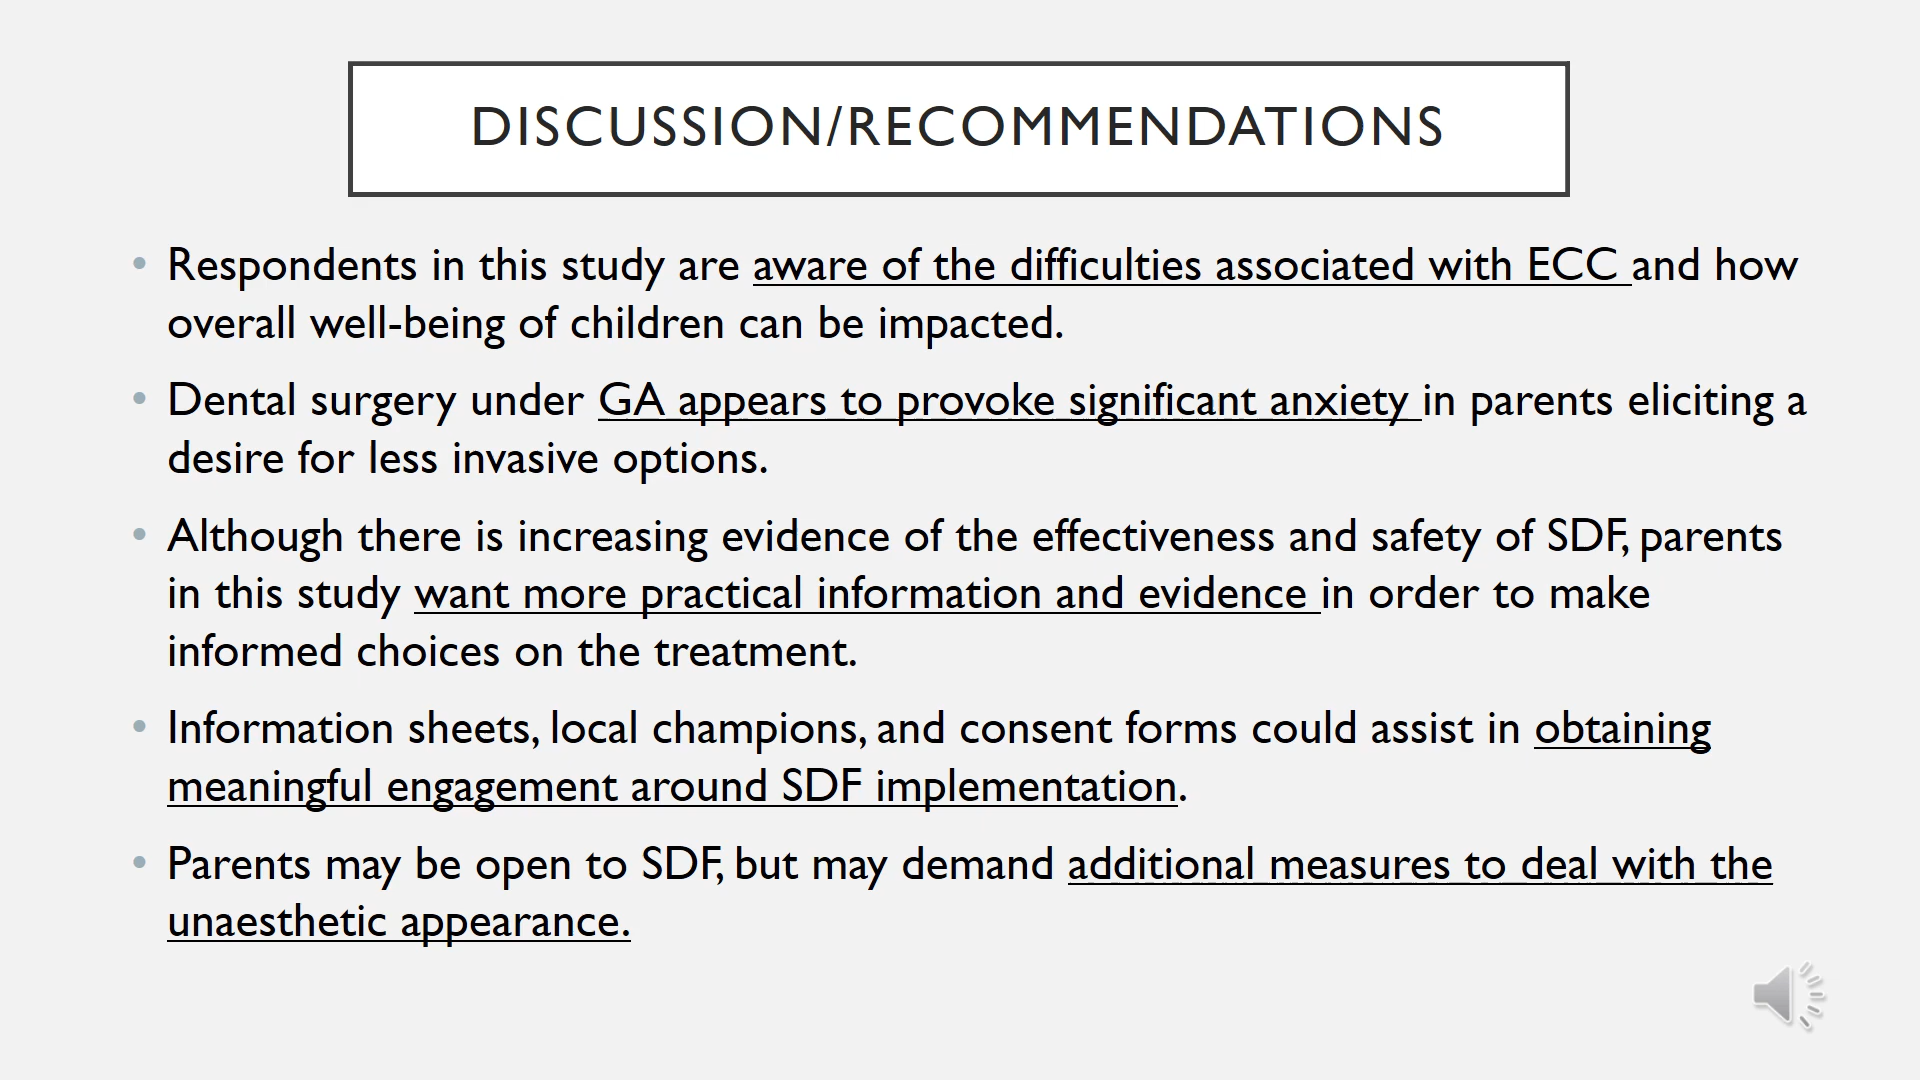 DISCUSSION/RECOMMENDATIONS
• Respondents in this study are aware of the difficulties associated with ECC and how
overall well-being of children can be impacted.
• Dental surgery under GA appears to provoke significant anxiety in parents eliciting a
desire for less invasive options.
• Although there is increasing evidence of the effectiveness and safety of SDF, parents
in this study want more practical information and evidence in order to make
informed choices on the treatment.
• Information sheets, local champions, and consent forms could assist in obtaining
meaningful engagement around SDF implementation.
• Parents may be open to SDF, but may demand additional measures to deal with the
unaesthetic appearance.